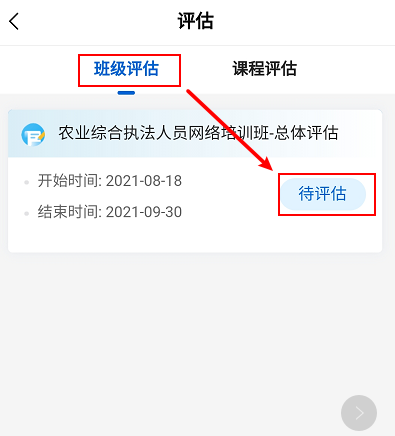 评估
班级评估 课程评估
农业综合执法人员网络培训班-总体评估
开始时间: 2021-08-18
待评估
结束时间: 2021-09-30